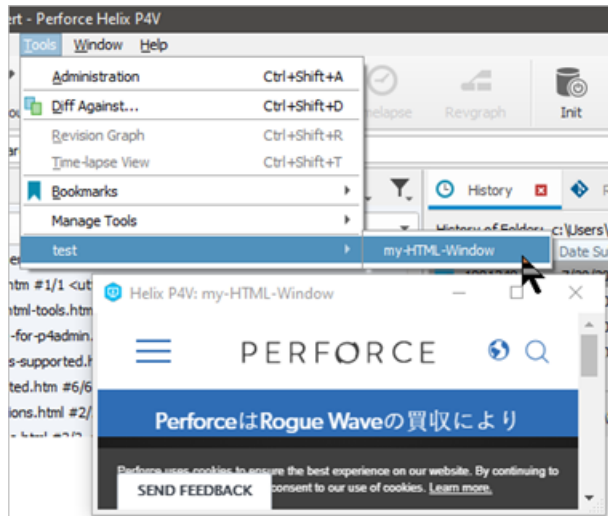 ert - Perforce Helix P4V
Tools Window Help
Administration Ctrl+Shift+A
Diff Against... Ctrl+Shift+D
Revision Graph Ctrl+Shift+R
Time-lapse View Ctrl+Shift+T
Bookmarks
Manage Tools
test
my-HTML-Window
melapse Revgraph Init
History
History of Folder: c:\Users\
Date Su
ntm #1/1 <ut
html-tools.htm
-for-p4admin.
s-supported.h
ted.htm #6/6
ions.html #2/
Helix P4V: my-HTML-Window
PERFORCE
PerforceはRogue Waveの買収により
Perforce uses cookies to ensure the best experience on our website. By continuing to
consent to our use of cookies. Learn more.
SEND FEEDBACK